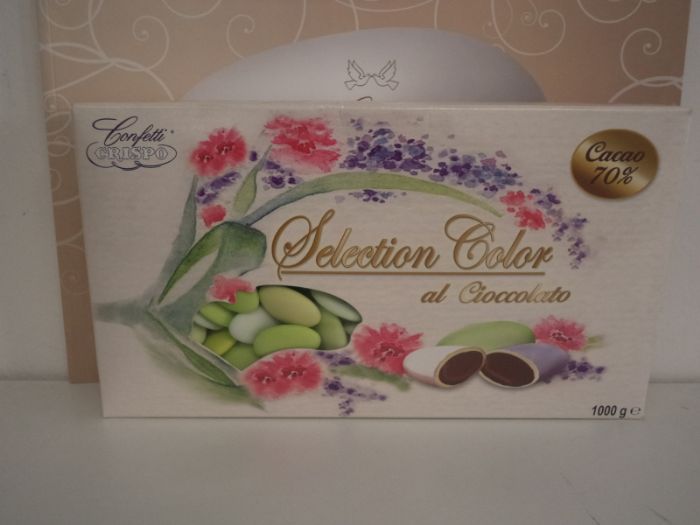 Confetti
CRISPO
Cacao
70%
Selection Color
al Cioccolato
1000 g e